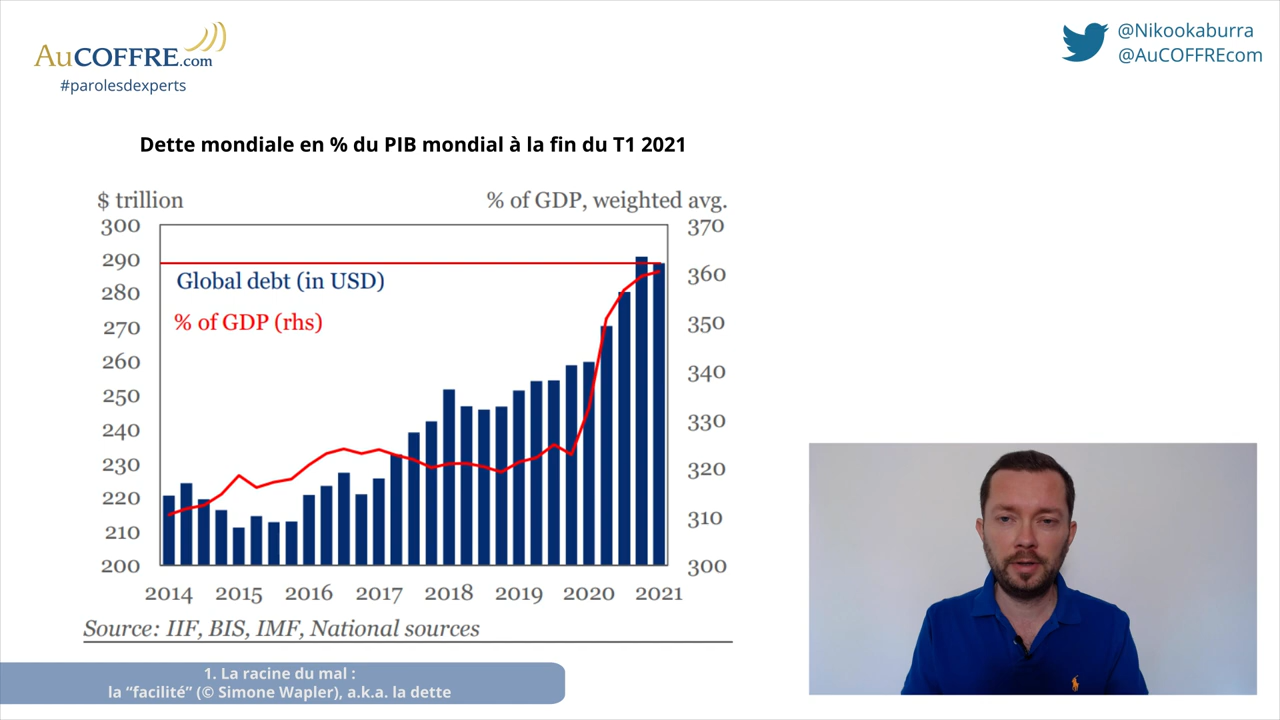 AuCOFFRE.com
#parolesdexperts
@Nikookaburra
@AuCOFFREcom
Dette mondiale en % du PIB mondial à la fin du T1 2021
$ trillion
% of GDP, weighted avg.
300
290
280
270
260
250
240
230
220
210
200
Global debt (in USD)
% of GDP (rhs)
370
360
350
340
330
320
310
300
2014 2015 2016 2017 2018 2019 2020 2021
Source: IIF, BIS, IMF, National sources
1. La racine du mal :
la “facilité” (© Simone Wapler), a.k.a. la dette